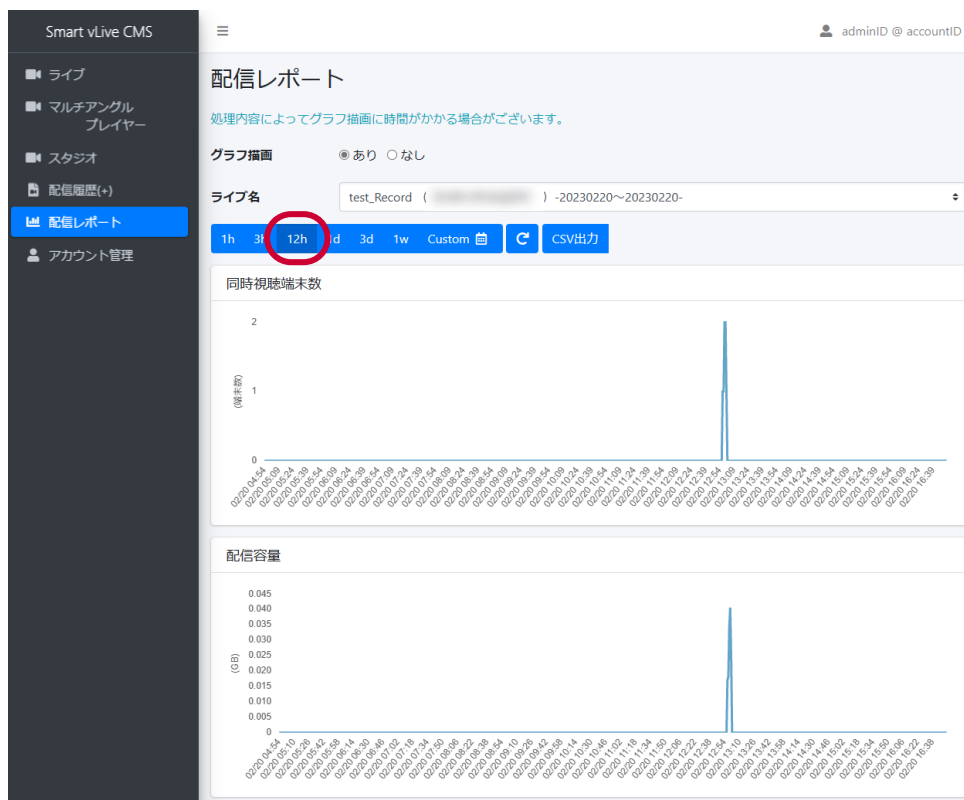 Smart vLive CMS
adminID @ accountID
ライブ
マルチアングル
プレイヤー
スタジオ
配信履歴(+)
配信レポート
アカウント管理
配信レポート
処理内容によってグラフ描画に時間がかかる場合がございます。
グラフ描画 あり なし
ライブ名 test_Record ( ) -20230220～20230220-
1h 3h 12h 1d 3d 1w Custom CSV出力
同時視聴端末数
2
1
0
(端末数)
02/20 04:54 02/20 05:09 02/20 05:24 02/20 05:39 02/20 05:54 02/20 06:09 02/20 06:24 02/20 06:39 02/20 06:54 02/20 07:09 02/20 07:24 02/20 07:39 02/20 07:54 02/20 08:09 02/20 08:24 02/20 08:39 02/20 08:54 02/20 09:09 02/20 09:24 02/20 09:39 02/20 09:54 02/20 10:09 02/20 10:24 02/20 10:39 02/20 10:54 02/20 11:09 02/20 11:24 02/20 11:39 02/20 11:54 02/20 12:09 02/20 12:24 02/20 12:39 02/20 12:54 02/20 13:09 02/20 13:24 02/20 13:39 02/20 13:54 02/20 14:09 02/20 14:24 02/20 14:39 02/20 14:54 02/20 15:09 02/20 15:24 02/20 15:39 02/20 15:54 02/20 16:09 02/20 16:24 02/20 16:39
配信容量
0.045
0.040
0.035
0.030
0.025
0.020
0.015
0.010
0.005
0
(GB)
02/20 04:54 02/20 05:10 02/20 05:26 02/20 05:42 02/20 05:58 02/20 06:14 02/20 06:30 02/20 06:46 02/20 07:02 02/20 07:18 02/20 07:34 02/20 07:50 02/20 08:06 02/20 08:22 02/20 08:38 02/20 08:54 02/20 09:10 02/20 09:26 02/20 09:42 02/20 09:58 02/20 10:14 02/20 10:30 02/20 10:46 02/20 11:02 02/20 11:18 02/20 11:34 02/20 11:50 02/20 12:06 02/20 12:22 02/20 12:38 02/20 12:54 02/20 13:10 02/20 13:26 02/20 13:42 02/20 13:58 02/20 14:14 02/20 14:30 02/20 14:46 02/20 15:02 02/20 15:18 02/20 15:34 02/20 15:50 02/20 16:06 02/20 16:22 02/20 16:38